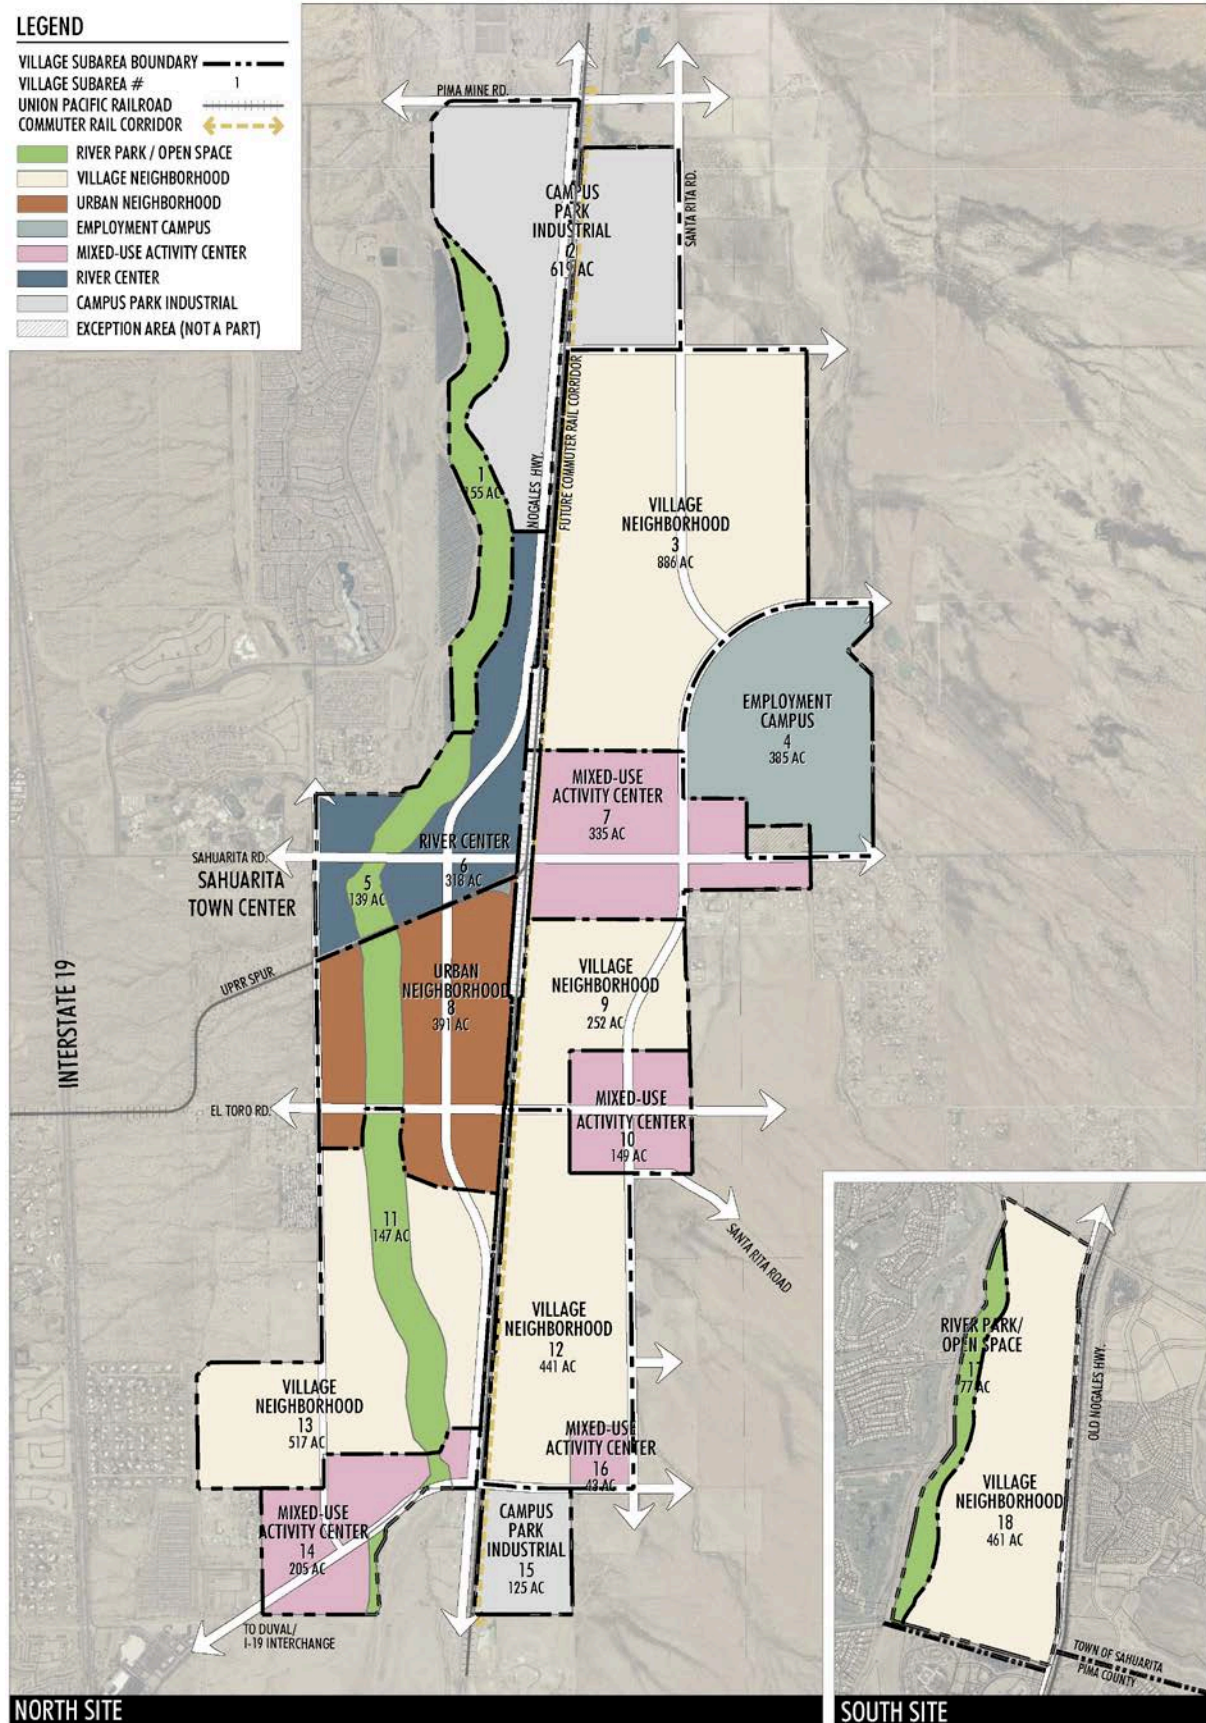 LEGEND
VILLAGE SUBAREA BOUNDARY
VILLAGE SUBAREA # 1
UNION PACIFIC RAILROAD
COMMUTER RAIL CORRIDOR
RIVER PARK / OPEN SPACE
VILLAGE NEIGHBORHOOD
URBAN NEIGHBORHOOD
EMPLOYMENT CAMPUS
MIXED-USE ACTIVITY CENTER
RIVER CENTER
CAMPUS PARK INDUSTRIAL
EXCEPTION AREA (NOT A PART)
PIMA MINE RD.
SANTA RITA RD.
CAMPUS
PARK
INDUSTRIAL
2
619 AC
NOGALES HWY.
FUTURE COMMUTER RAIL CORRIDOR
1
155 AC
VILLAGE
NEIGHBORHOOD
3
886 AC
EMPLOYMENT
CAMPUS
4
385 AC
MIXED-USE
ACTIVITY CENTER
7
335 AC
RIVER CENTER
6
318 AC
SAHUARITA RD.
SAHUARITA
TOWN CENTER
5
139 AC
INTERSTATE 19
UPRR SPUR
URBAN
NEIGHBORHOOD
8
391 AC
VILLAGE
NEIGHBORHOOD
9
252 AC
EL TORO RD.
MIXED-USE
ACTIVITY CENTER
10
149 AC
SANTA RITA ROAD
11
147 AC
VILLAGE
NEIGHBORHOOD
12
441 AC
VILLAGE
NEIGHBORHOOD
13
517 AC
MIXED-USE
ACTIVITY CENTER
16
43 AC
MIXED-USE
ACTIVITY CENTER
14
205 AC
CAMPUS
PARK
INDUSTRIAL
15
125 AC
TO DUVAL/
I-19 INTERCHANGE
NORTH SITE
RIVER PARK/
OPEN SPACE
17
77 AC
OLD NOGALES HWY.
VILLAGE
NEIGHBORHOOD
18
461 AC
TOWN OF SAHUARITA
PIMA COUNTY
SOUTH SITE